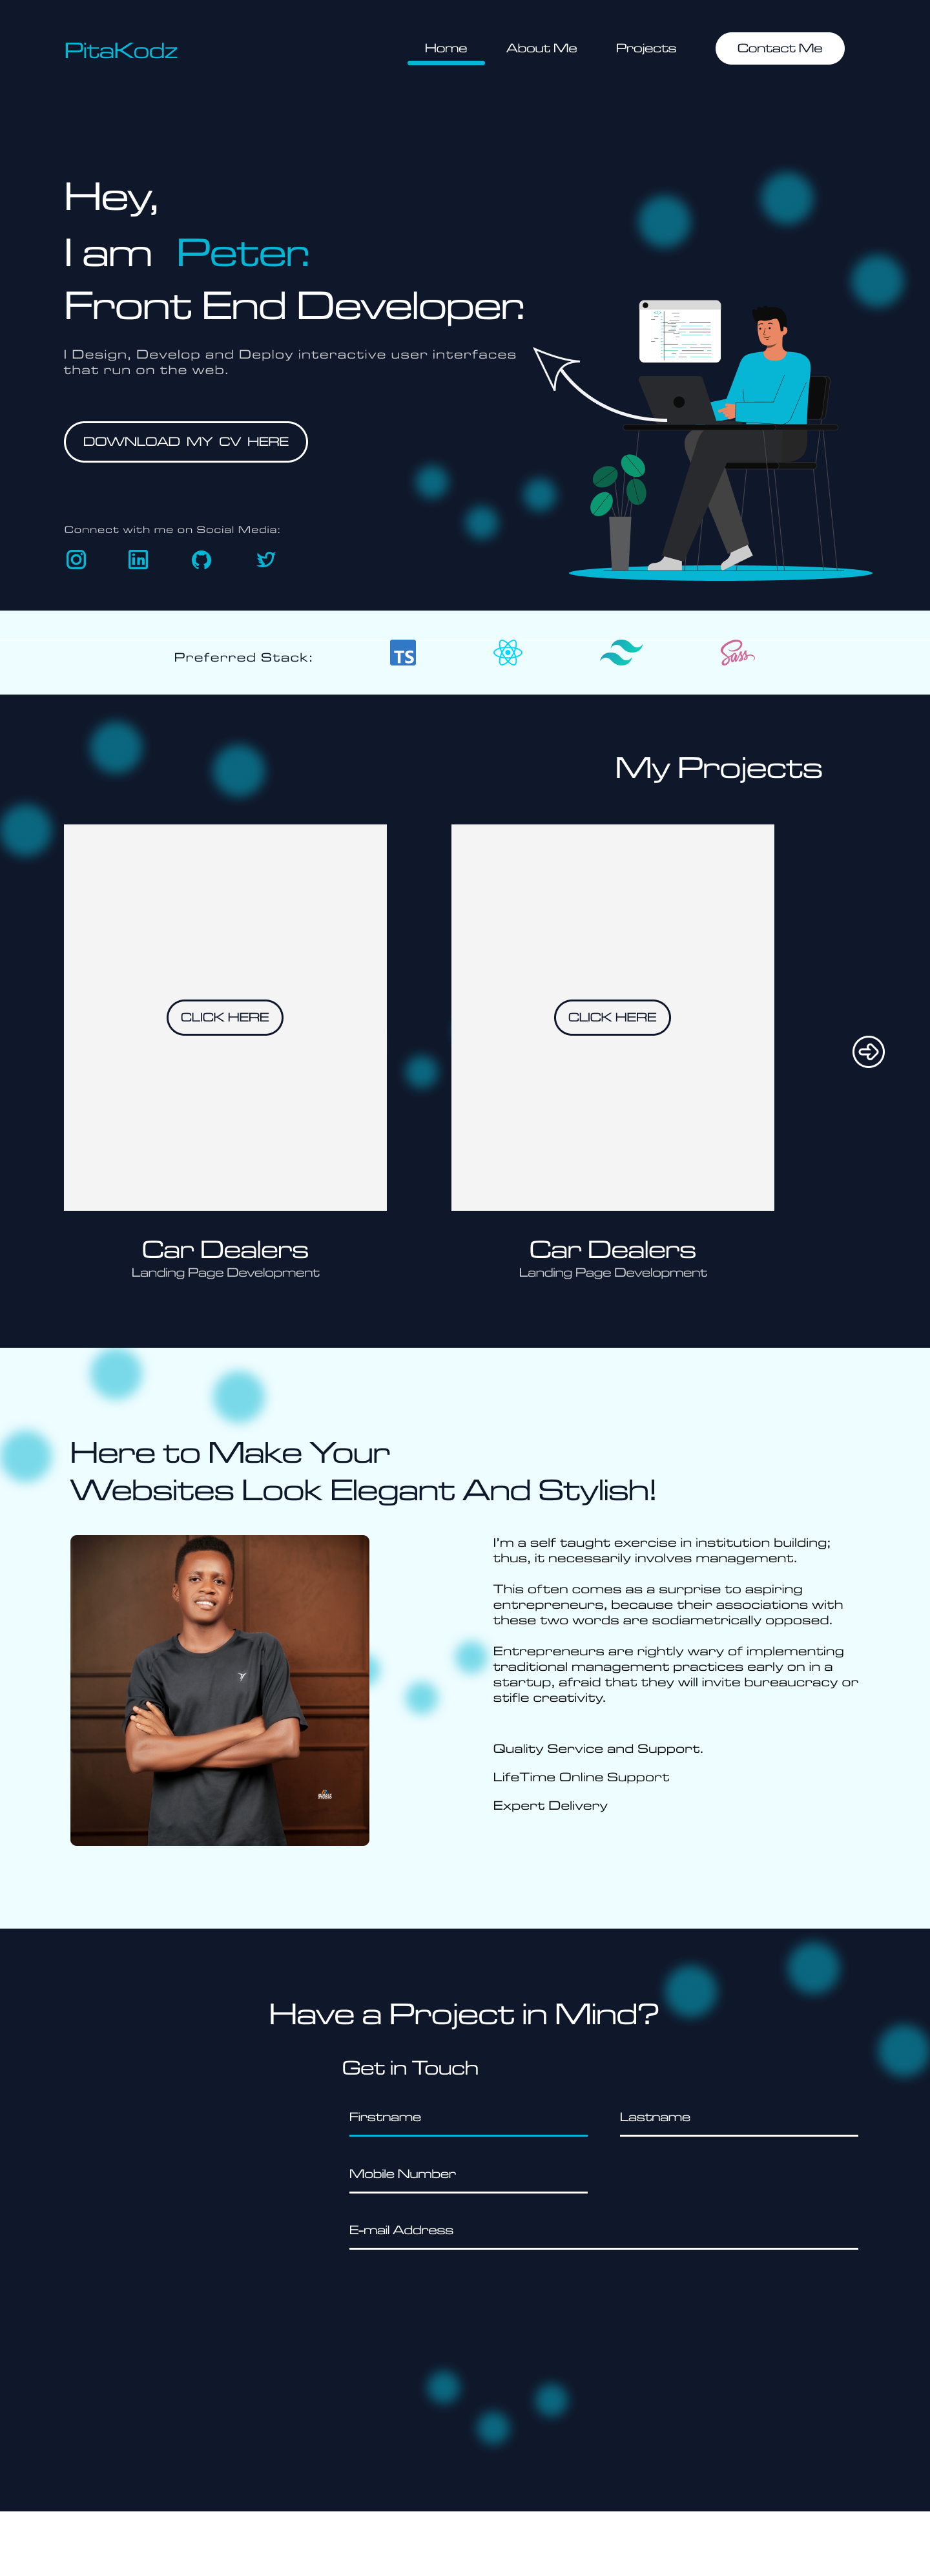 PitaKodz
Home
About Me
Projects
Contact Me
Hey,
I am Peter.
Front End Developer.
I Design, Develop and Deploy interactive user interfaces
that run on the web.
DOWNLOAD MY CV HERE
Connect with me on Social Media:
Preferred Stack:
TS
Sass
My Projects
CLICK HERE
CLICK HERE
Car Dealers
Landing Page Development
Car Dealers
Landing Page Development
Here to Make Your
Websites Look Elegant And Stylish!
I'm a self taught exercise in institution building;
thus, it necessarily involves management.
This often comes as a surprise to aspiring
entrepreneurs, because their associations with
these two words are sodiametrically opposed.
Entrepreneurs are rightly wary of implementing
traditional management practices early on in a
startup, afraid that they will invite bureaucracy or
stifle creativity.
Quality Service and Support.
LifeTime Online Support
Expert Delivery
Have a Project in Mind?
Get in Touch
Firstname
Lastname
Mobile Number
E-mail Address